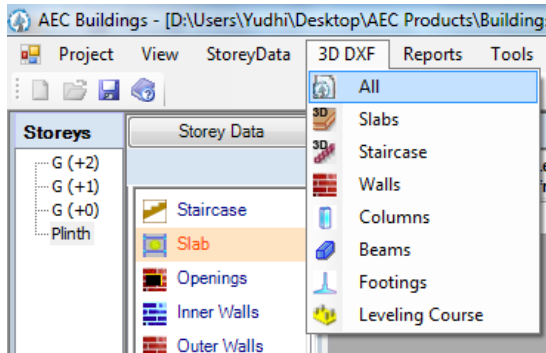 AEC Buildings - [D:\Users\Yudhi\Desktop\AEC Products\Building
Project View StoreyData 3D DXF Reports Tools
All
Slabs
Staircase
Walls
Columns
Beams
Footings
Leveling Course
Storeys
G (+2)
G (+1)
G (+0)
Plinth
Storey Data
Staircase
Slab
Openings
Inner Walls
Outer Walls